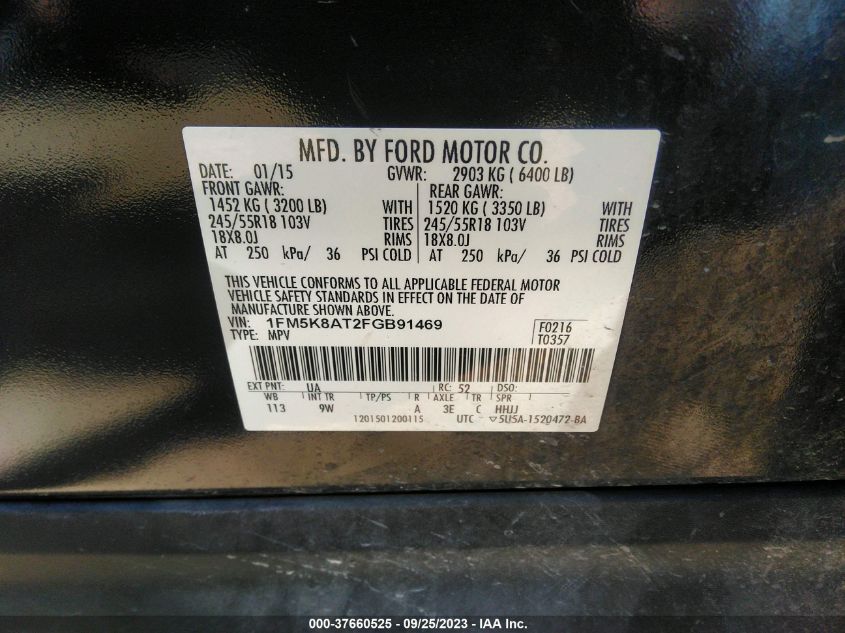 MFD. BY FORD MOTOR CO.
DATE: 01/15 GVWR: 2903 KG ( 6400 LB)
FRONT GAWR: REAR GAWR:
1452 KG ( 3200 LB) WITH 1520 KG ( 3350 LB) WITH
245/55R18 103V TIRES 245/55R18 103V TIRES
18X8.0J RIMS 18X8.0J RIMS
AT 250 kPa/ 36 PSI COLD AT 250 kPa/ 36 PSI COLD
THIS VEHICLE CONFORMS TO ALL APPLICABLE FEDERAL MOTOR
VEHICLE SAFETY STANDARDS IN EFFECT ON THE DATE OF
MANUFACTURE SHOWN ABOVE.
VIN: 1FM5K8AT2FGB91469 F0216
TYPE: MPV T0357
EXT PNT: UA RC: 52 DSO:
WB INT TR TP/PS R AXLE TR SPR
113 9W A 3E C HHJJ
1201501200115 UTC ▽5U5A-1520472-BA
000-37660525 - 09/25/2023 - IAA Inc.